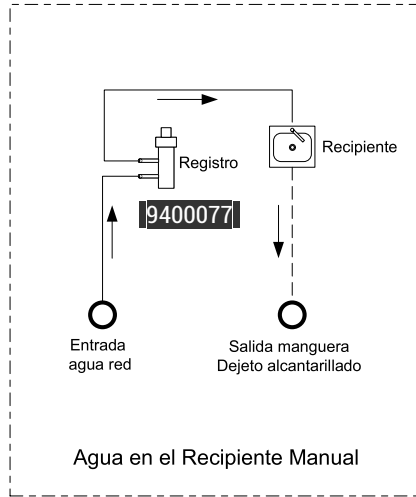 Registro
Recipiente
9400077
Entrada
agua red
Salida manguera
Dejeto alcantarillado
Agua en el Recipiente Manual